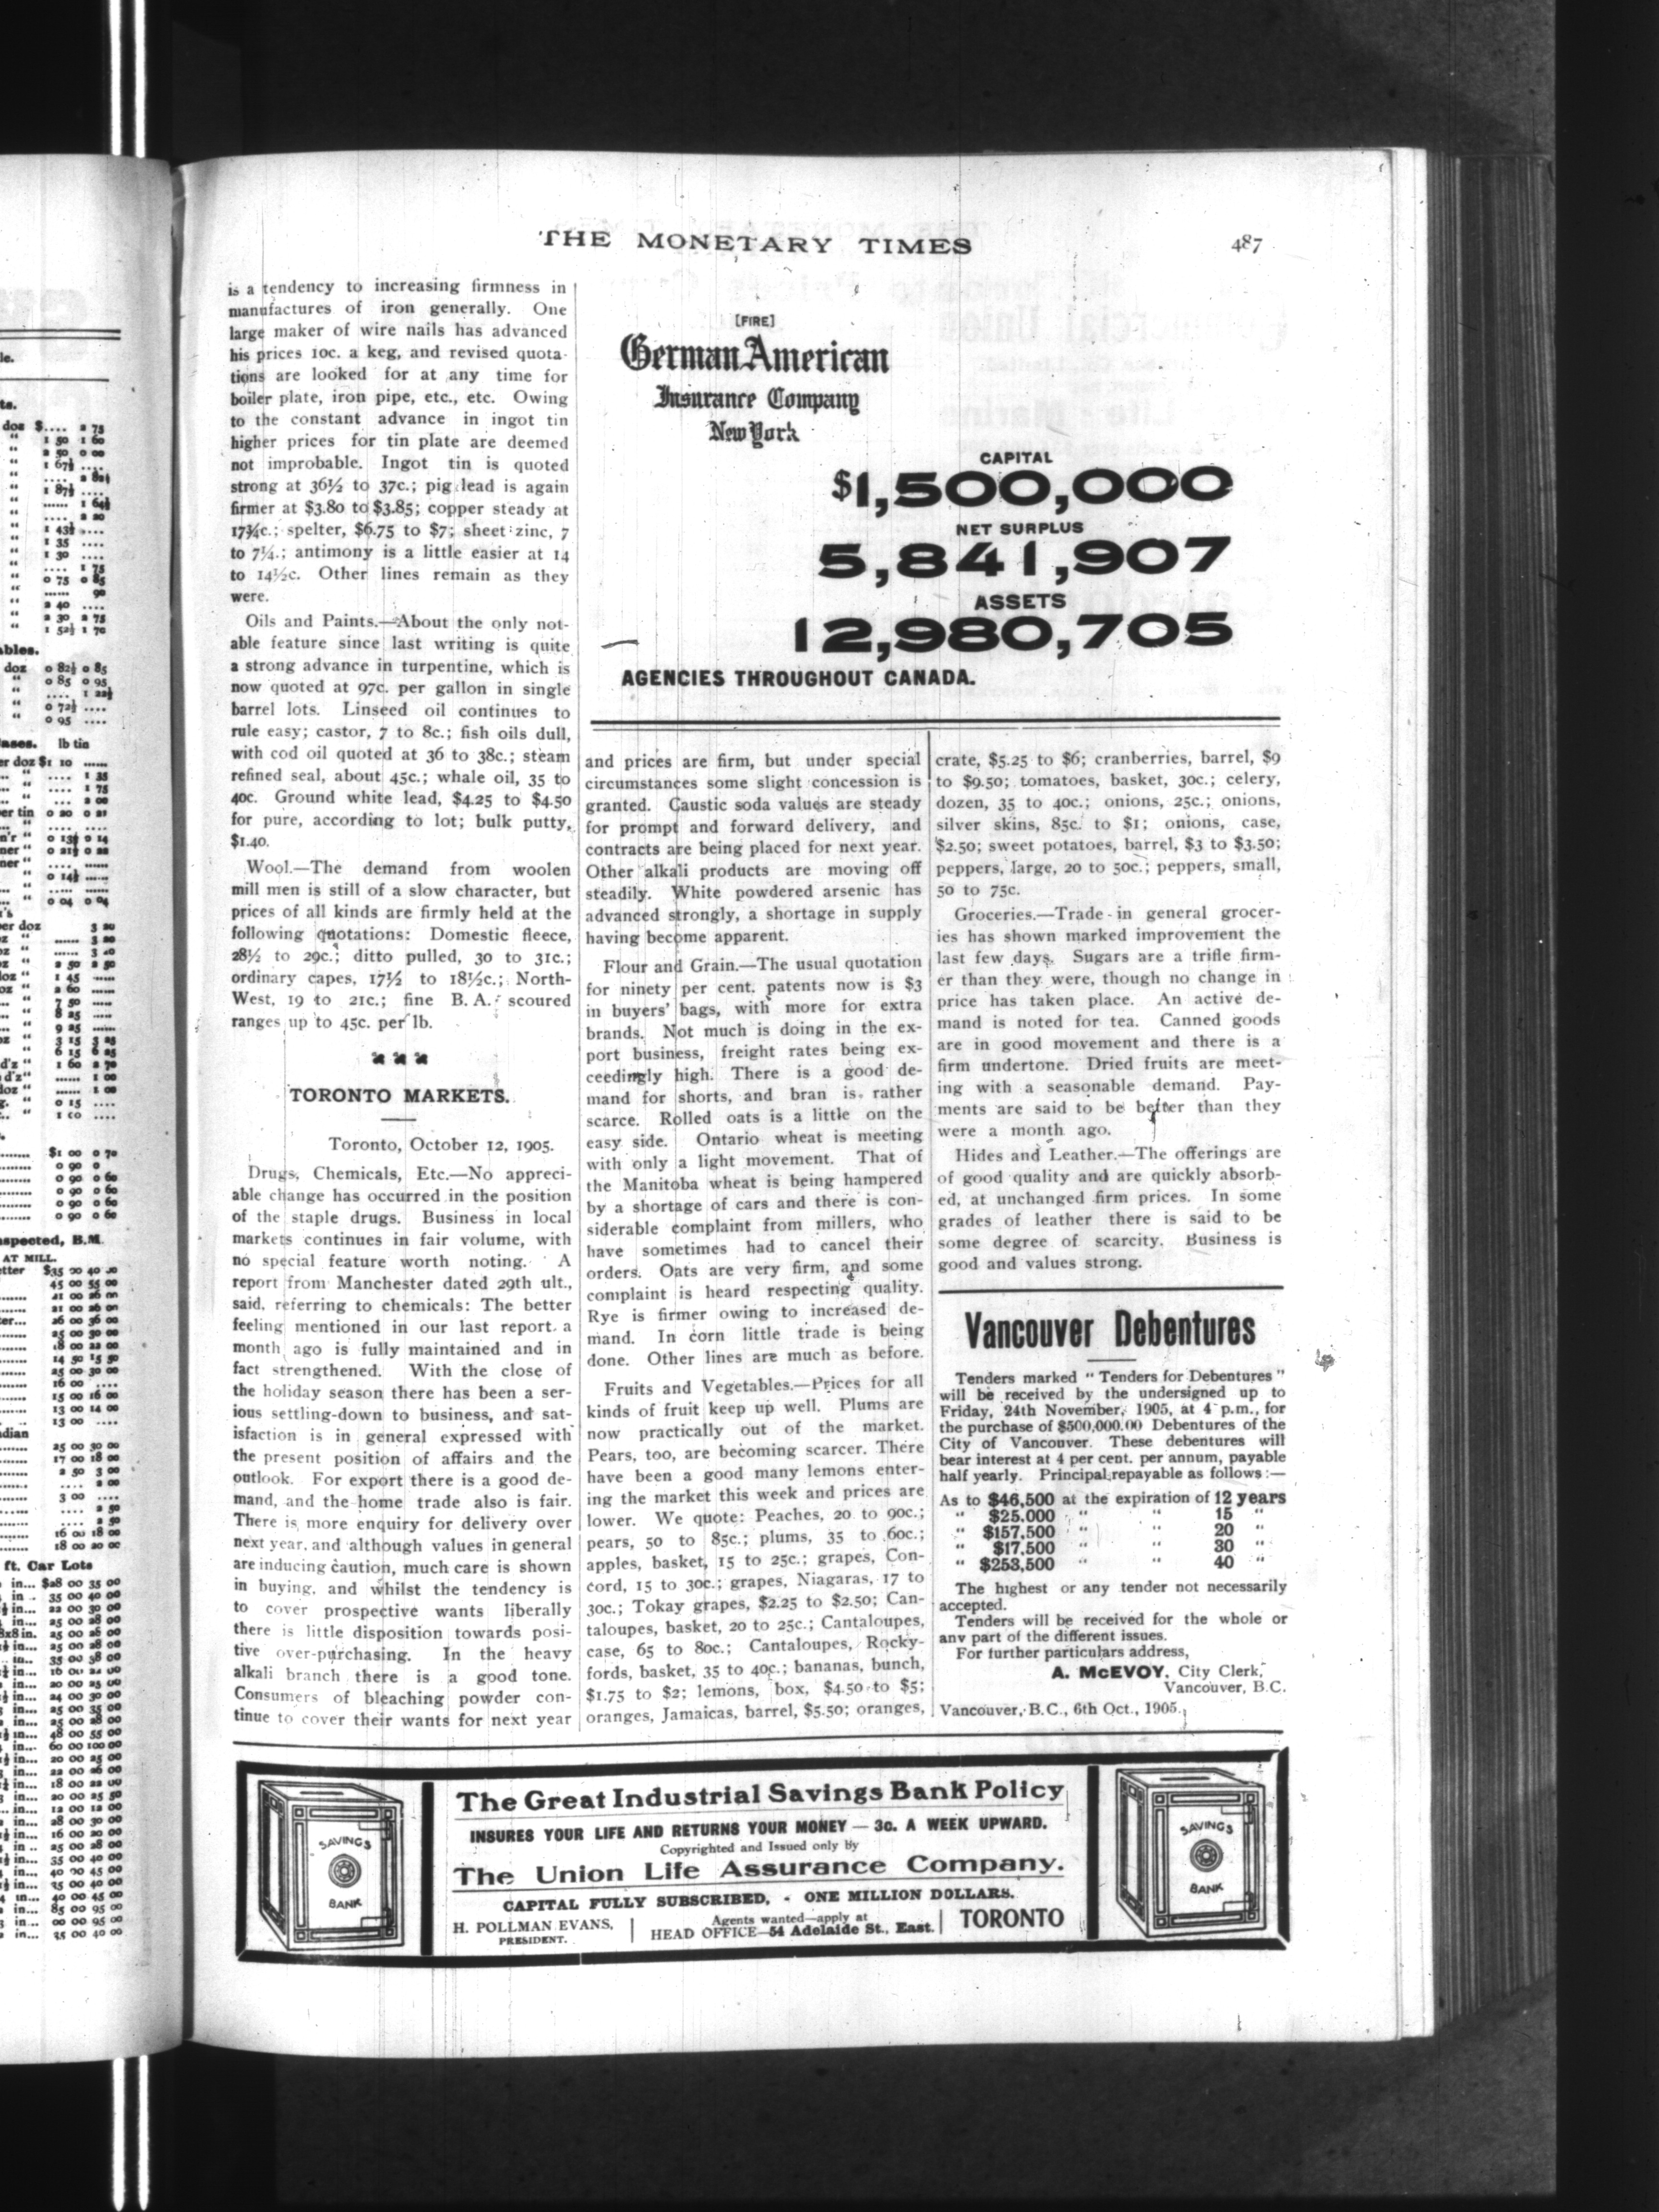 THE MONETARY TIMES
487
is a tendency to increasing firmness in
manufactures of iron generally. One
large maker of wire nails has advanced
his prices 10c. a keg, and revised quota-
tions are looked for at any time for
boiler plate, iron pipe, etc., etc. Owing
to the constant advance in ingot tin
higher prices for tin plate are deemed
not improbable. Ingot tin is quoted
strong at 36½ to 37c.; pig lead is again
firmer at $3.80 to $3.85; copper steady at
17¾c.; spelter, $6.75 to $7; sheet zinc, 7
to 7¼.; antimony is a little easier at 14
to 14½c. Other lines remain as they
were.
Oils and Paints.—About the only not-
able feature since last writing is quite
a strong advance in turpentine, which is
now quoted at 97c. per gallon in single
barrel lots. Linseed oil continues to
rule easy; castor, 7 to 8c.; fish oils dull,
with cod oil quoted at 36 to 38c.; steam
refined seal, about 45c.; whale oil, 35 to
40c. Ground white lead, $4.25 to $4.50
for pure, according to lot; bulk putty,
$1.40.
Wool.—The demand from woolen
mill men is still of a slow character, but
prices of all kinds are firmly held at the
following quotations: Domestic fleece,
28½ to 29c.; ditto pulled, 30 to 31c.;
ordinary capes, 17½ to 18½c.; North-
West, 19 to 21c.; fine B. A. scoured
ranges up to 45c. per lb.
TORONTO MARKETS.
Toronto, October 12, 1905.
Drugs, Chemicals, Etc.—No appreci-
able change has occurred in the position
of the staple drugs. Business in local
markets continues in fair volume, with
no special feature worth noting. A
report from Manchester dated 29th ult.,
said, referring to chemicals: The better
feeling mentioned in our last report a
month ago is fully maintained and in
fact strengthened. With the close of
the holiday season there has been a ser-
ious settling-down to business, and sat-
isfaction is in general expressed with
the present position of affairs and the
outlook. For export there is a good de-
mand, and the home trade also is fair.
There is more enquiry for delivery over
next year, and although values in general
are inducing caution, much care is shown
in buying, and whilst the tendency is
to cover prospective wants liberally
there is little disposition towards posi-
tive over-purchasing. In the heavy
alkali branch there is a good tone.
Consumers of bleaching powder con-
tinue to cover their wants for next year
[FIRE]
German American
Insurance Company
New York
CAPITAL
$1,500,000
NET SURPLUS
5,841,907
ASSETS
12,980,705
AGENCIES THROUGHOUT CANADA.
and prices are firm, but under special
circumstances some slight concession is
granted. Caustic soda values are steady
for prompt and forward delivery, and
contracts are being placed for next year.
Other alkali products are moving off
steadily. White powdered arsenic has
advanced strongly, a shortage in supply
having become apparent.
Flour and Grain.—The usual quotation
for ninety per cent. patents now is $3
in buyers' bags, with more for extra
brands. Not much is doing in the ex-
port business, freight rates being ex-
ceedingly high. There is a good de-
mand for shorts, and bran is rather
scarce. Rolled oats is a little on the
easy side. Ontario wheat is meeting
with only a light movement. That of
the Manitoba wheat is being hampered
by a shortage of cars and there is con-
siderable complaint from millers, who
have sometimes had to cancel their
orders. Oats are very firm, and some
complaint is heard respecting quality.
Rye is firmer owing to increased de-
mand. In corn little trade is being
done. Other lines are much as before.
Fruits and Vegetables.—Prices for all
kinds of fruit keep up well. Plums are
now practically out of the market.
Pears, too, are becoming scarcer. There
have been a good many lemons enter-
ing the market this week and prices are
lower. We quote: Peaches, 20 to 90c.;
pears, 50 to 85c.; plums, 35 to 60c.;
apples, basket, 15 to 25c.; grapes, Con-
cord, 15 to 30c.; grapes, Niagaras, 17 to
30c.; Tokay grapes, $2.25 to $2.50; Can-
taloupes, basket, 20 to 25c.; Cantaloupes,
case, 65 to 80c.; Cantaloupes, Rocky-
fords, basket, 35 to 40c.; bananas, bunch,
$1.75 to $2; lemons, box, $4.50 to $5;
oranges, Jamaicas, barrel, $5.50; oranges,
crate, $5.25 to $6; cranberries, barrel, $9
to $9.50; tomatoes, basket, 30c.; celery,
dozen, 35 to 40c.; onions, 25c.; onions,
silver skins, 85c. to $1; onions, case,
$2.50; sweet potatoes, barrel, $3 to $3.50;
peppers, large, 20 to 50c.; peppers, small,
50 to 75c.
Groceries.—Trade in general grocer-
ies has shown marked improvement the
last few days. Sugars are a trifle firm-
er than they were, though no change in
price has taken place. An active de-
mand is noted for tea. Canned goods
are in good movement and there is a
firm undertone. Dried fruits are meet-
ing with a seasonable demand. Pay-
ments are said to be better than they
were a month ago.
Hides and Leather.—The offerings are
of good quality and are quickly absorb-
ed, at unchanged firm prices. In some
grades of leather there is said to be
some degree of scarcity. Business is
good and values strong.
Vancouver Debentures
Tenders marked "Tenders for Debentures"
will be received by the undersigned up to
Friday, 24th November, 1905, at 4 p.m., for
the purchase of $500,000.00 Debentures of the
City of Vancouver. These debentures will
bear interest at 4 per cent. per annum, payable
half yearly. Principal repayable as follows:—
As to $46,500 at the expiration of 12 years
" $25,000 " " 15 "
" $157,500 " " 20 "
" $17,500 " " 30 "
" $253,500 " " 40 "
The highest or any tender not necessarily
accepted.
Tenders will be received for the whole or
any part of the different issues.
For further particulars address,
A. McEVOY, City Clerk,
Vancouver, B.C.
Vancouver, B.C., 6th Oct., 1905.
SAVINGS
BANK
The Great Industrial Savings Bank Policy
INSURES YOUR LIFE AND RETURNS YOUR MONEY — 3c. A WEEK UPWARD.
Copyrighted and Issued only by
The Union Life Assurance Company.
CAPITAL FULLY SUBSCRIBED, - ONE MILLION DOLLARS.
H. POLLMAN EVANS,
PRESIDENT.
Agents wanted—apply at
HEAD OFFICE—54 Adelaide St., East.
TORONTO
SAVINGS
BANK